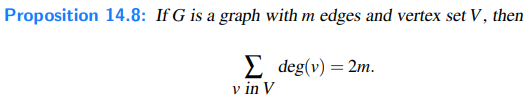 Proposition 14.8: If G is a graph with m edges and vertex set V, then
∑ deg(v) = 2m.
v in V